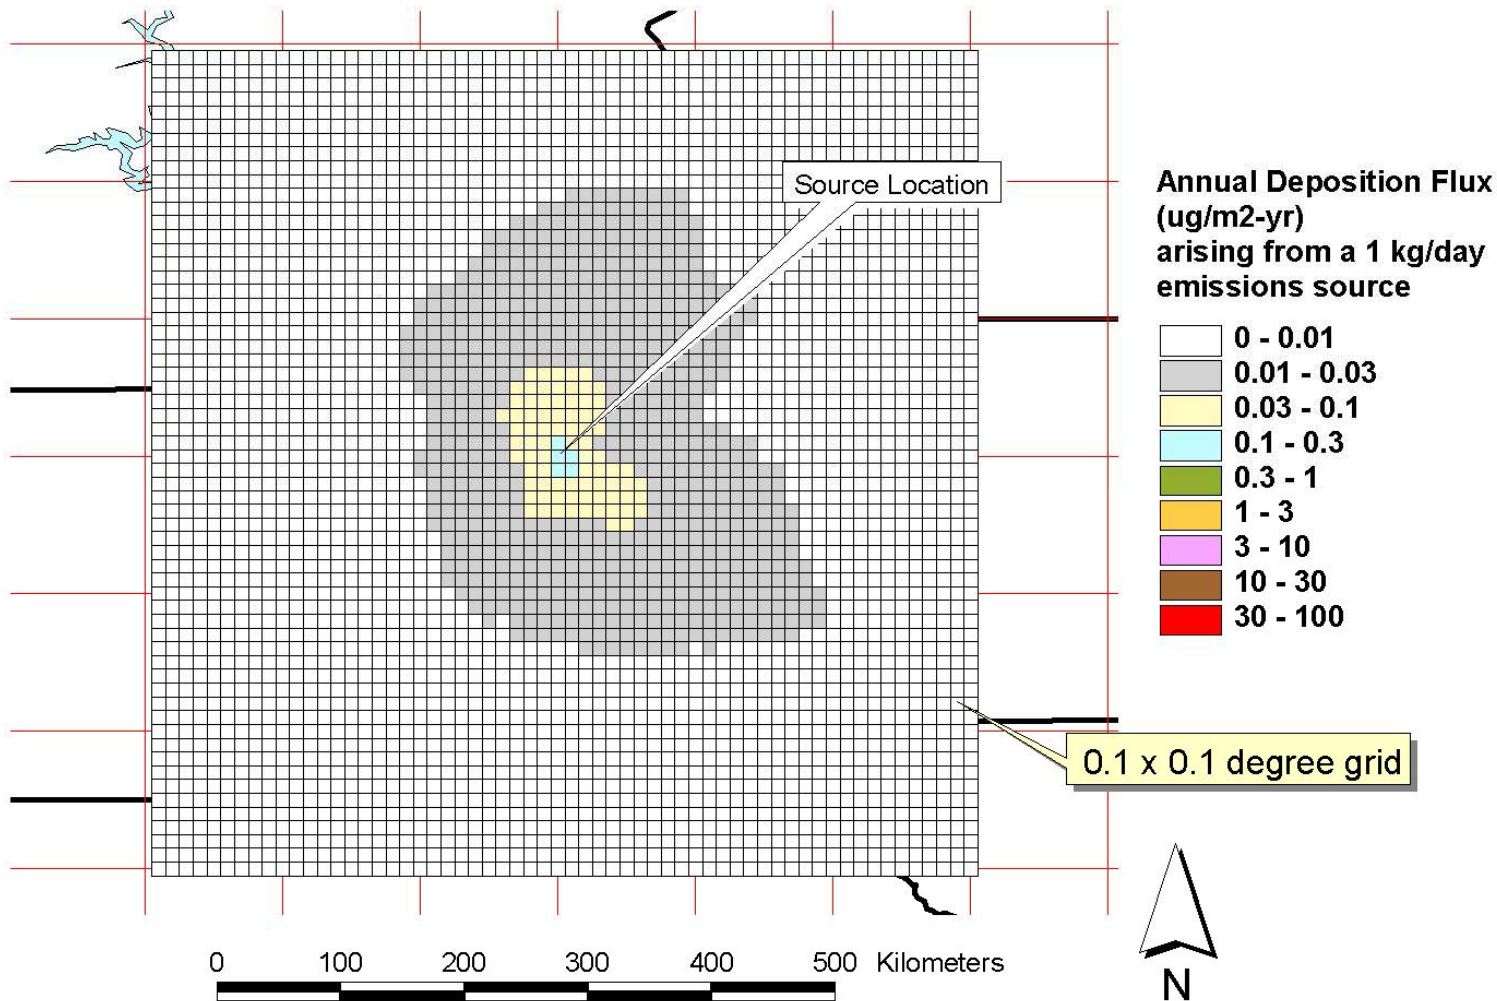 Source Location
Annual Deposition Flux
(ug/m2-yr)
arising from a 1 kg/day
emissions source
0 - 0.01
0.01 - 0.03
0.03 - 0.1
0.1 - 0.3
0.3 - 1
1 - 3
3 - 10
10 - 30
30 - 100
0.1 x 0.1 degree grid
0 100 200 300 400 500 Kilometers
N